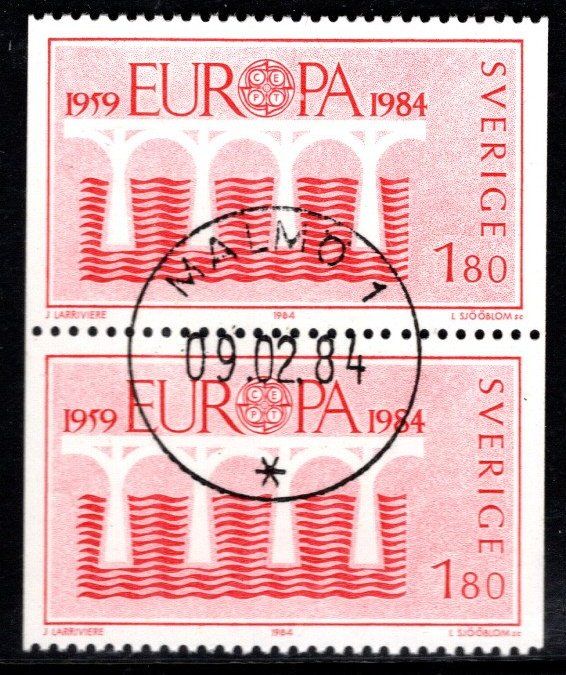 1959 EUROPA 1984
CEPT
SVERIGE
1.80
J LARRIVIERE 1984 L SJÖÖBLOM sc
MALMÖ 1
09.02.84
*
1959 EUROPA 1984
CEPT
SVERIGE
1.80
J LARRIVIERE 1984 L SJÖÖBLOM sc